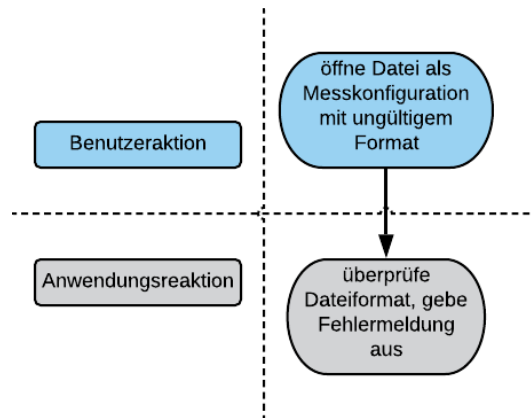 öffne Datei als
Messkonfiguration
mit ungültigem
Format
Benutzeraktion
Anwendungsreaktion
überprüfe
Dateiformat, gebe
Fehlermeldung
aus